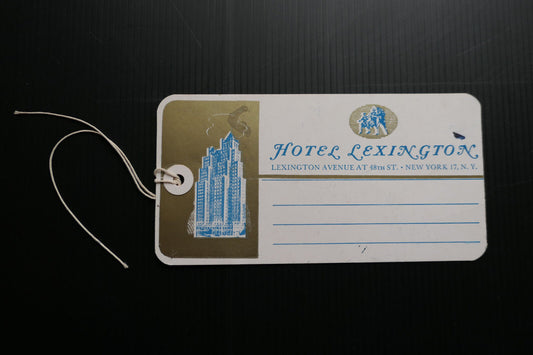 HOTEL LEXINGTON
LEXINGTON AVENUE AT 48TH ST. • NEW YORK 17, N. Y.